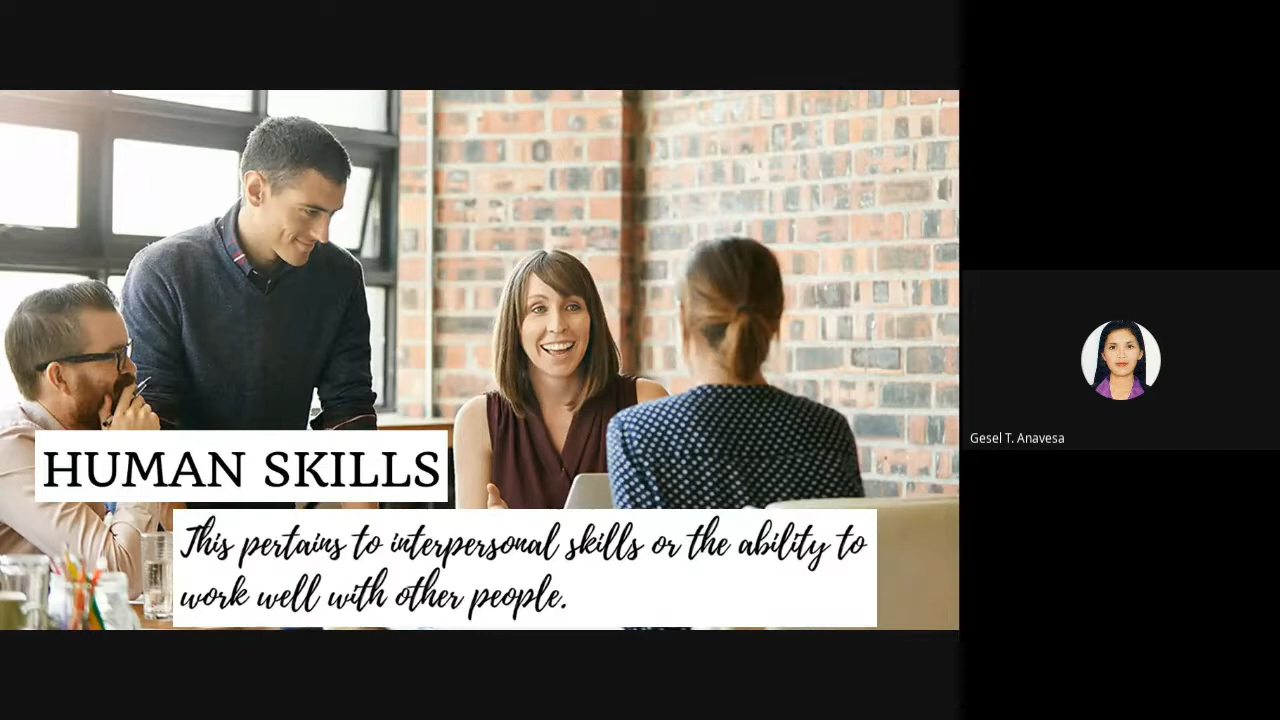 HUMAN SKILLS
This pertains to interpersonal skills or the ability to
work well with other people.
Gesel T. Anavesa